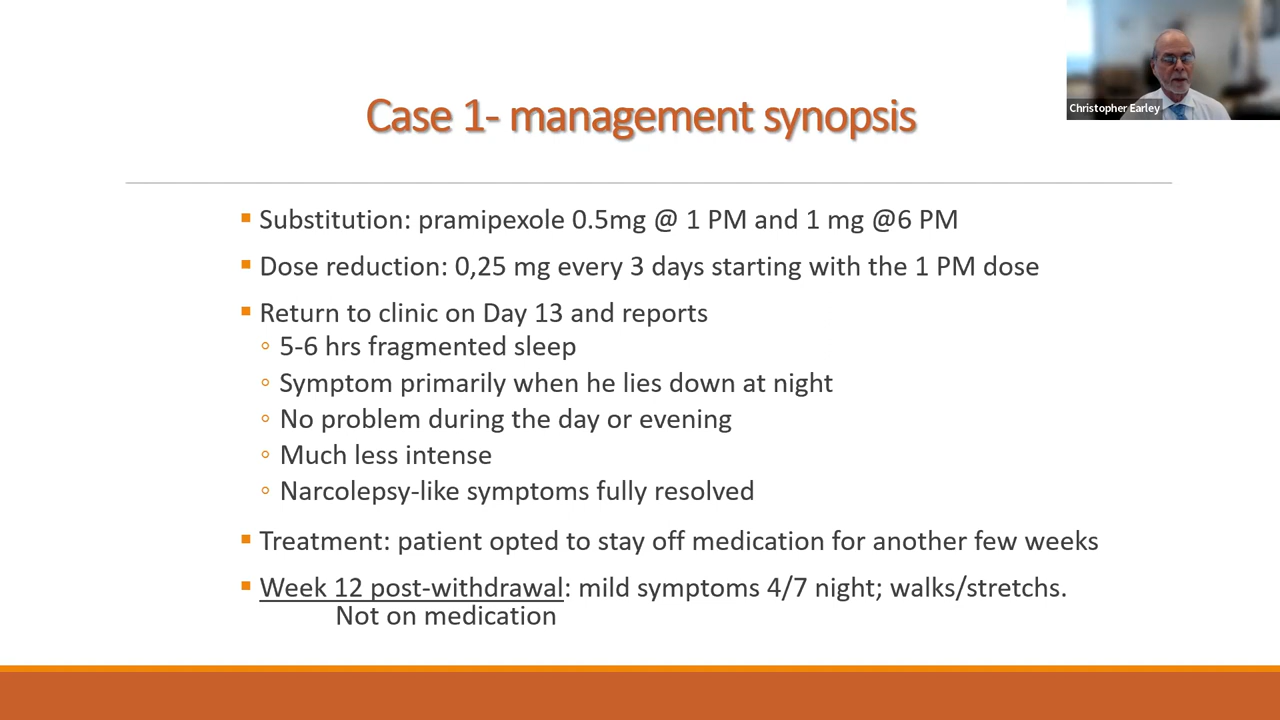 Case 1- management synopsis
Christopher Earley
Substitution: pramipexole 0.5mg @ 1 PM and 1 mg @6 PM
Dose reduction: 0,25 mg every 3 days starting with the 1 PM dose
Return to clinic on Day 13 and reports
5-6 hrs fragmented sleep
Symptom primarily when he lies down at night
No problem during the day or evening
Much less intense
Narcolepsy-like symptoms fully resolved
Treatment: patient opted to stay off medication for another few weeks
Week 12 post-withdrawal: mild symptoms 4/7 night; walks/stretchs.
Not on medication